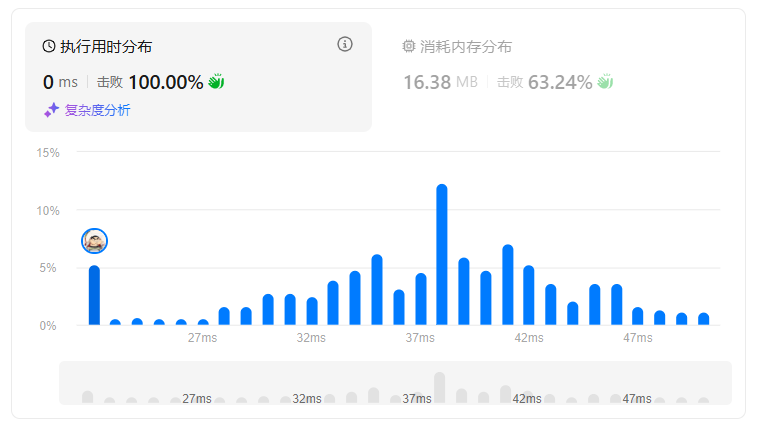 执行用时分布
0 ms 击败 100.00%
复杂度分析
消耗内存分布
16.38 MB 击败 63.24%
15%
10%
5%
0%
27ms 32ms 37ms 42ms 47ms
27ms 32ms 37ms 42ms 47ms